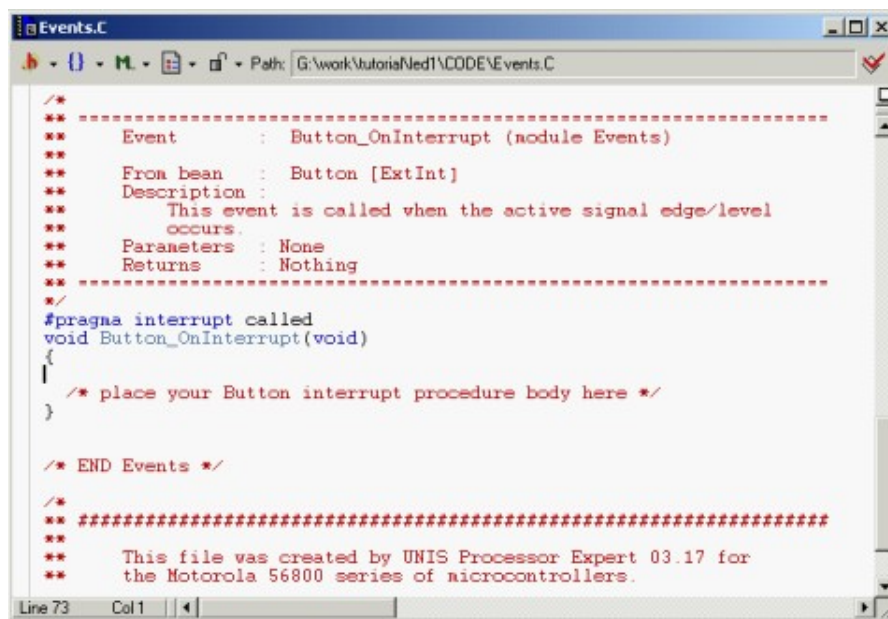 Events.C
.h {} M. Path: G:\work\tutorial\led1\CODE\Events.C
/*
** ===================================================================
** Event : Button_OnInterrupt (module Events)
**
** From bean : Button [ExtInt]
** Description :
** This event is called when the active signal edge/level
** occurs.
** Parameters : None
** Returns : Nothing
** ===================================================================
*/
#pragma interrupt called
void Button_OnInterrupt(void)
{
/* place your Button interrupt procedure body here */
}
/* END Events */
/*
** ###################################################################
**
** This file was created by UNIS Processor Expert 03.17 for
** the Motorola 56800 series of microcontrollers.
Line 73 Col 1